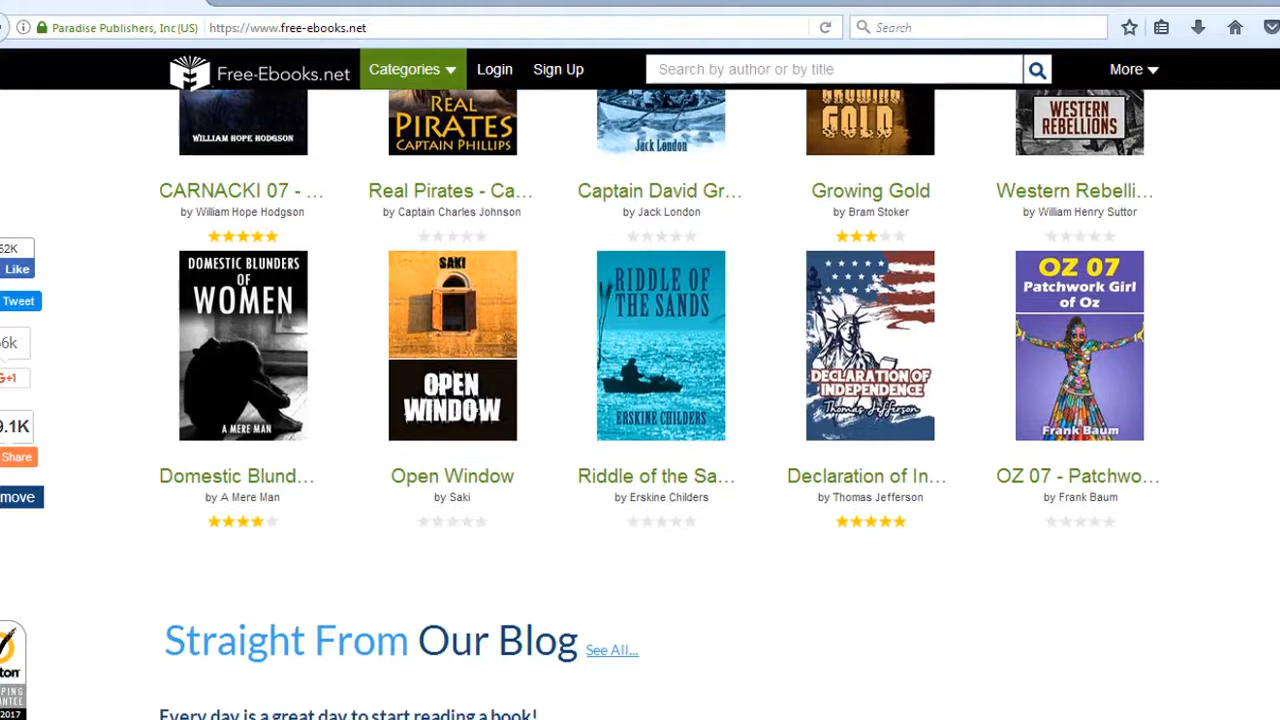 Paradise Publishers, Inc (US) https://www.free-ebooks.net Search
Free-Ebooks.net Categories Login Sign Up Search by author or by title More
WILLIAM HOPE HODGSON
REAL
PIRATES
CAPTAIN PHILLIPS
Jack London
GROWING
GOLD
WESTERN
REBELLIONS
CARNACKI 07 - ... Real Pirates - Ca... Captain David Gr... Growing Gold Western Rebelli...
by William Hope Hodgson by Captain Charles Johnson by Jack London by Bram Stoker by William Henry Suttor
52K
Like
Tweet
6k
G+1
9.1K
Share
move
DOMESTIC BLUNDERS
OF
WOMEN
A MERE MAN
SAKI
OPEN
WINDOW
RIDDLE OF
THE SANDS
ERSKINE CHILDERS
DECLARATION OF
INDEPENDENCE
Thomas Jefferson
OZ 07
Patchwork Girl
of Oz
Frank Baum
Domestic Blund... Open Window Riddle of the Sa... Declaration of In... OZ 07 - Patchwo...
by A Mere Man by Saki by Erskine Childers by Thomas Jefferson by Frank Baum
Straight From Our Blog See All...
ton
PING
ANTEE
2017
Every day is a great day to start reading a book!